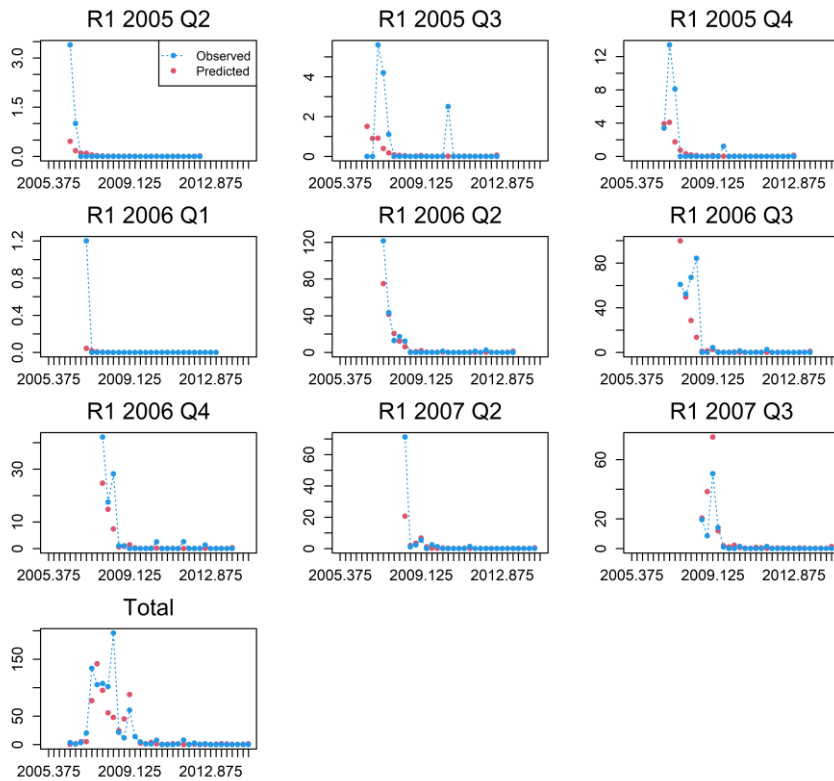 R1 2005 Q2
R1 2005 Q3
R1 2005 Q4
0.0 1.5 3.0
Observed
Predicted
0 2 4
0 4 8 12
2005.375 2009.125 2012.875
2005.375 2009.125 2012.875
2005.375 2009.125 2012.875
R1 2006 Q1
R1 2006 Q2
R1 2006 Q3
0.0 0.4 0.8 1.2
0 40 80 120
0 40 80
2005.375 2009.125 2012.875
2005.375 2009.125 2012.875
2005.375 2009.125 2012.875
R1 2006 Q4
R1 2007 Q2
R1 2007 Q3
0 10 30
0 20 40 60
0 20 60
2005.375 2009.125 2012.875
2005.375 2009.125 2012.875
2005.375 2009.125 2012.875
Total
0 50 150
2005.375 2009.125 2012.875